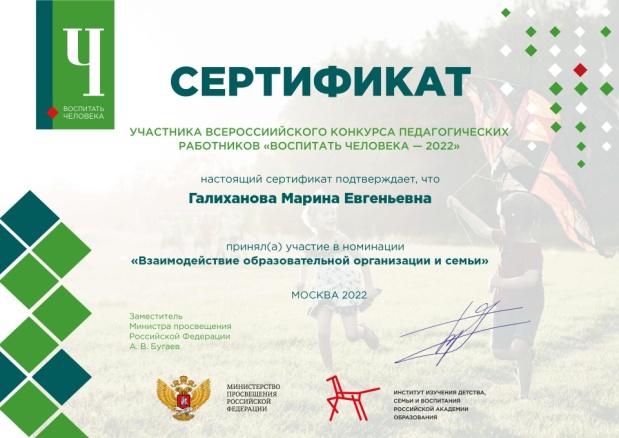 Ч
ВОСПИТАТЬ
ЧЕЛОВЕКА
СЕРТИФИКАТ
УЧАСТНИКА ВСЕРОССИЙСКОГО КОНКУРСА ПЕДАГОГИЧЕСКИХ
РАБОТНИКОВ «ВОСПИТАТЬ ЧЕЛОВЕКА — 2022»
настоящий сертификат подтверждает, что
Галиханова Марина Евгеньевна
принял(а) участие в номинации
«Взаимодействие образовательной организации и семьи»
МОСКВА 2022
Заместитель
Министра просвещения
Российской Федерации
А. В. Бугаев
МИНИСТЕРСТВО
ПРОСВЕЩЕНИЯ
РОССИЙСКОЙ
ФЕДЕРАЦИИ
ИНСТИТУТ ИЗУЧЕНИЯ ДЕТСТВА,
СЕМЬИ И ВОСПИТАНИЯ
РОССИЙСКОЙ АКАДЕМИИ
ОБРАЗОВАНИЯ